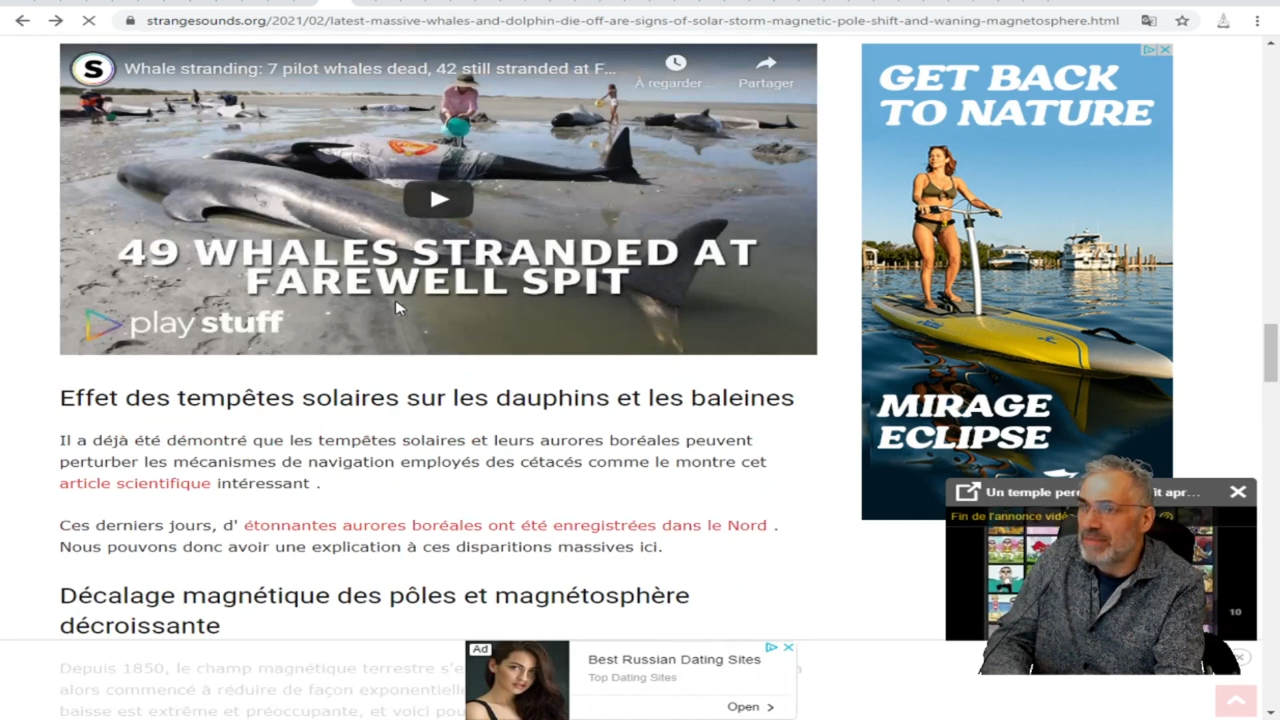 strangesounds.org/2021/02/latest-massive-whales-and-dolphin-die-off-are-signs-of-solar-storm-magnetic-pole-shift-and-waning-magnetosphere.html
S
Whale stranding: 7 pilot whales dead, 42 still stranded at F...
À regarder ...
Partager
49 WHALES STRANDED AT
FAREWELL SPIT
play stuff
GET BACK
TO NATURE
MIRAGE
ECLIPSE
Effet des tempêtes solaires sur les dauphins et les baleines
Il a déjà été démontré que les tempêtes solaires et leurs aurores boréales peuvent
perturber les mécanismes de navigation employés des cétacés comme le montre cet
article scientifique intéressant .
Ces derniers jours, d' étonnantes aurores boréales ont été enregistrées dans le Nord .
Nous pouvons donc avoir une explication à ces disparitions massives ici.
Décalage magnétique des pôles et magnétosphère
décroissante
Depuis 1850, le champ magnétique terrestre
alors commencé à réduire de façon exponentielle
baisse est extrême et préoccupante, et voici
Un temple
Fin de l'annonce
10
Ad
Best Russian Dating Sites
Top Dating Sites
Open >